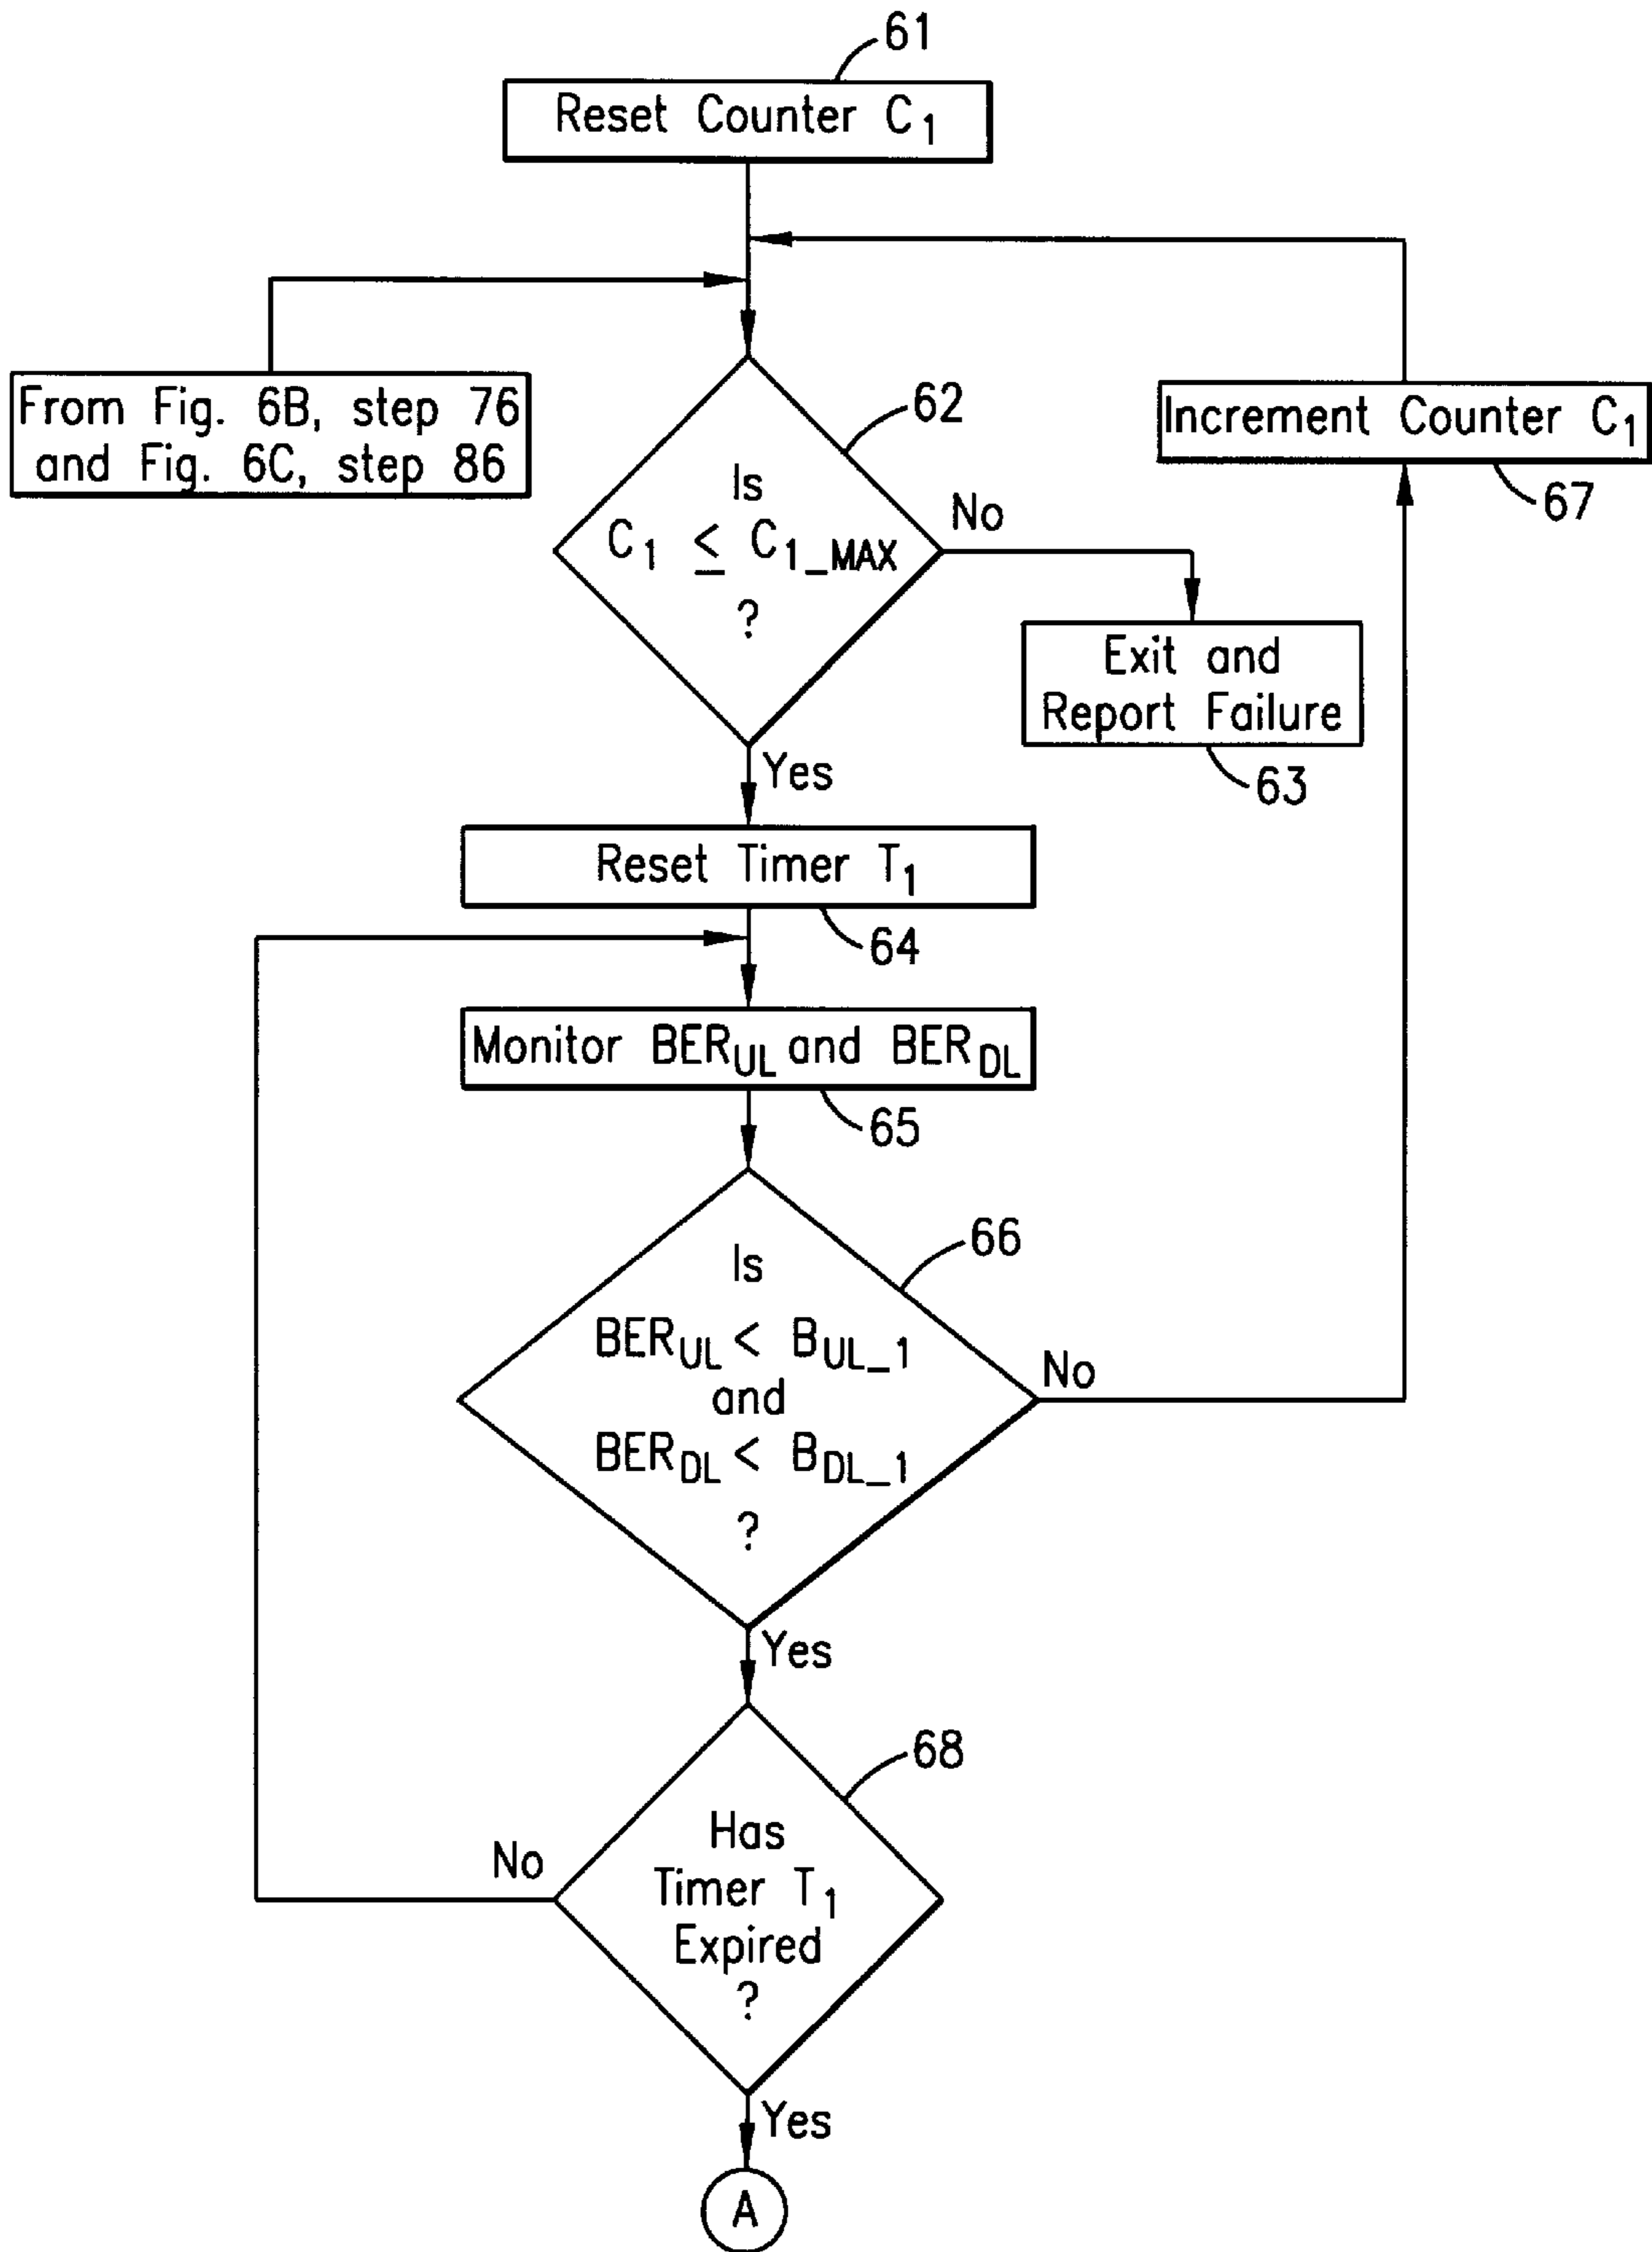 61
Reset Counter C1
From Fig. 6B, step 76
and Fig. 6C, step 86
62
Is
C1 ≤ C1_MAX
?
No
Increment Counter C1
67
Exit and
Report Failure
63
Yes
Reset Timer T1
64
Monitor BERUL and BERDL
65
66
Is
BERUL < BUL_1
and
BERDL < BDL_1
?
No
Yes
68
Has
Timer T1
Expired
?
No
Yes
A